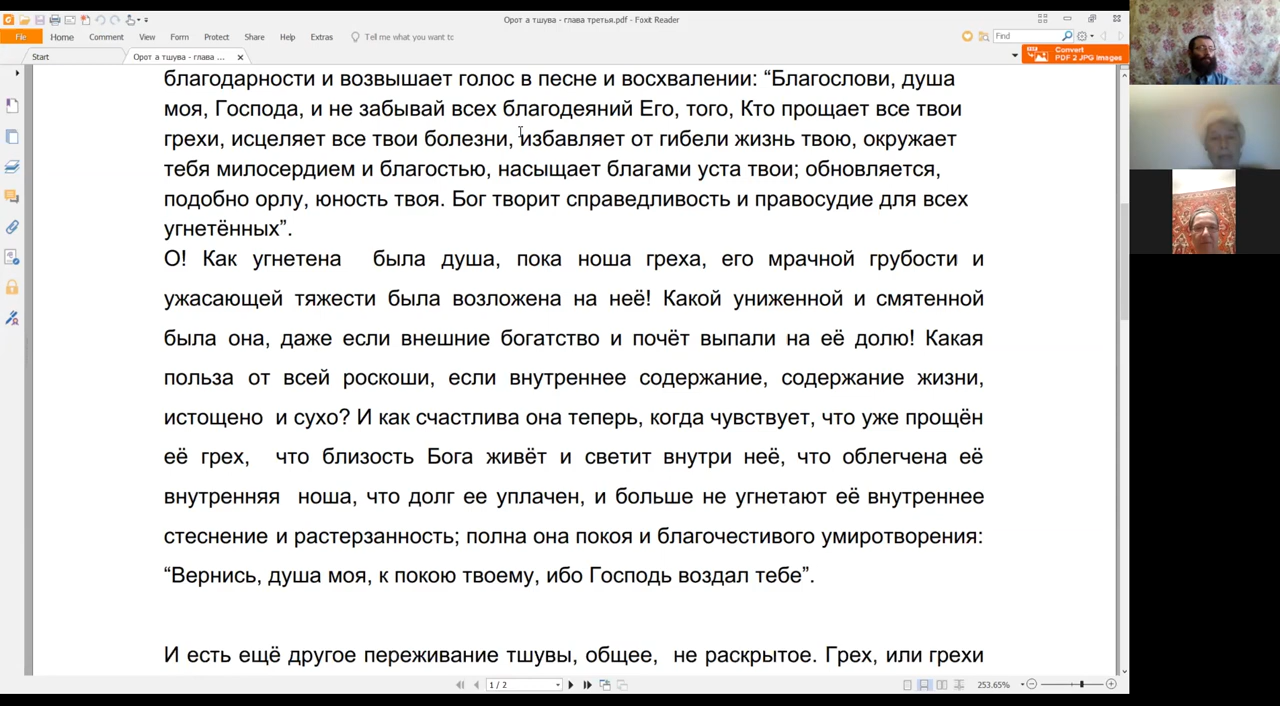 Орот а тшува - глава третья.pdf - Foxit Reader
File Home Comment View Form Protect Share Help Extras Tell me what you want tc Find
Start Орот а тшува - глава ... Convert
PDF 2 JPG images
благодарности и возвышает голос в песне и восхвалении: “Благослови, душа
моя, Господа, и не забывай всех благодеяний Его, того, Кто прощает все твои
грехи, исцеляет все твои болезни, избавляет от гибели жизнь твою, окружает
тебя милосердием и благостью, насыщает благами уста твои; обновляется,
подобно орлу, юность твоя. Бог творит справедливость и правосудие для всех
угнетённых”.
О! Как угнетена была душа, пока ноша греха, его мрачной грубости и
ужасающей тяжести была возложена на неё! Какой униженной и смятенной
была она, даже если внешние богатство и почёт выпали на её долю! Какая
польза от всей роскоши, если внутреннее содержание, содержание жизни,
истощено и сухо? И как счастлива она теперь, когда чувствует, что уже прощён
её грех, что близость Бога живёт и светит внутри неё, что облегчена её
внутренняя ноша, что долг ее уплачен, и больше не угнетают её внутреннее
стеснение и растерзанность; полна она покоя и благочестивого умиротворения:
“Вернись, душа моя, к покою твоему, ибо Господь воздал тебе”.
И есть ещё другое переживание тшувы, общее, не раскрытое. Грех, или грехи
1 / 2 253.65%